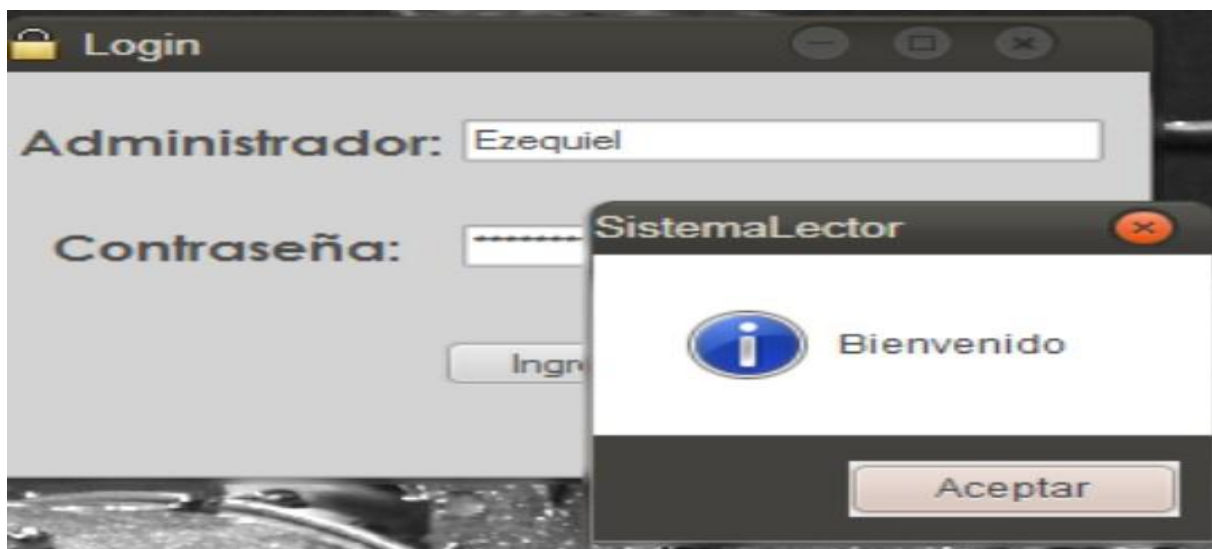 Login
Administrador: Ezequiel
Contraseña: *******
SistemaLector
Bienvenido
Aceptar